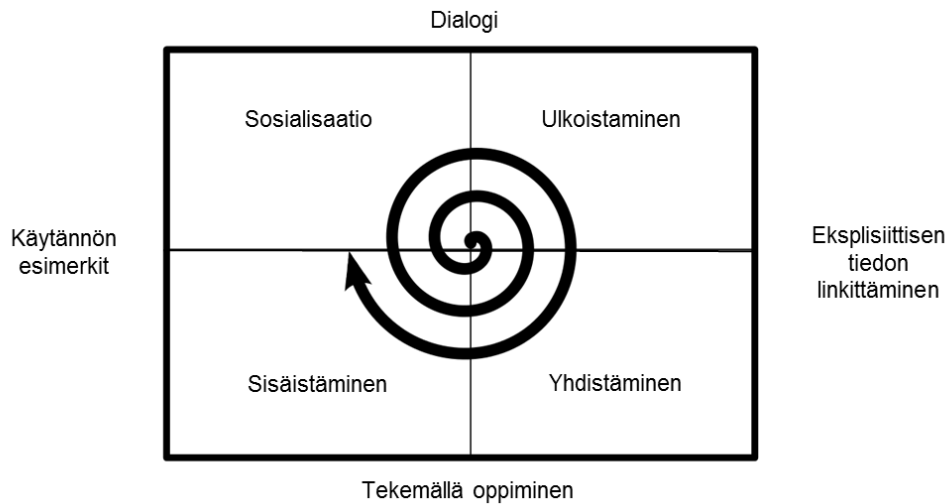 Dialogi
Sosialisaatio
Ulkoistaminen
Käytännön
esimerkit
Eksplisiittisen
tiedon
linkittäminen
Sisäistäminen
Yhdistäminen
Tekemällä oppiminen